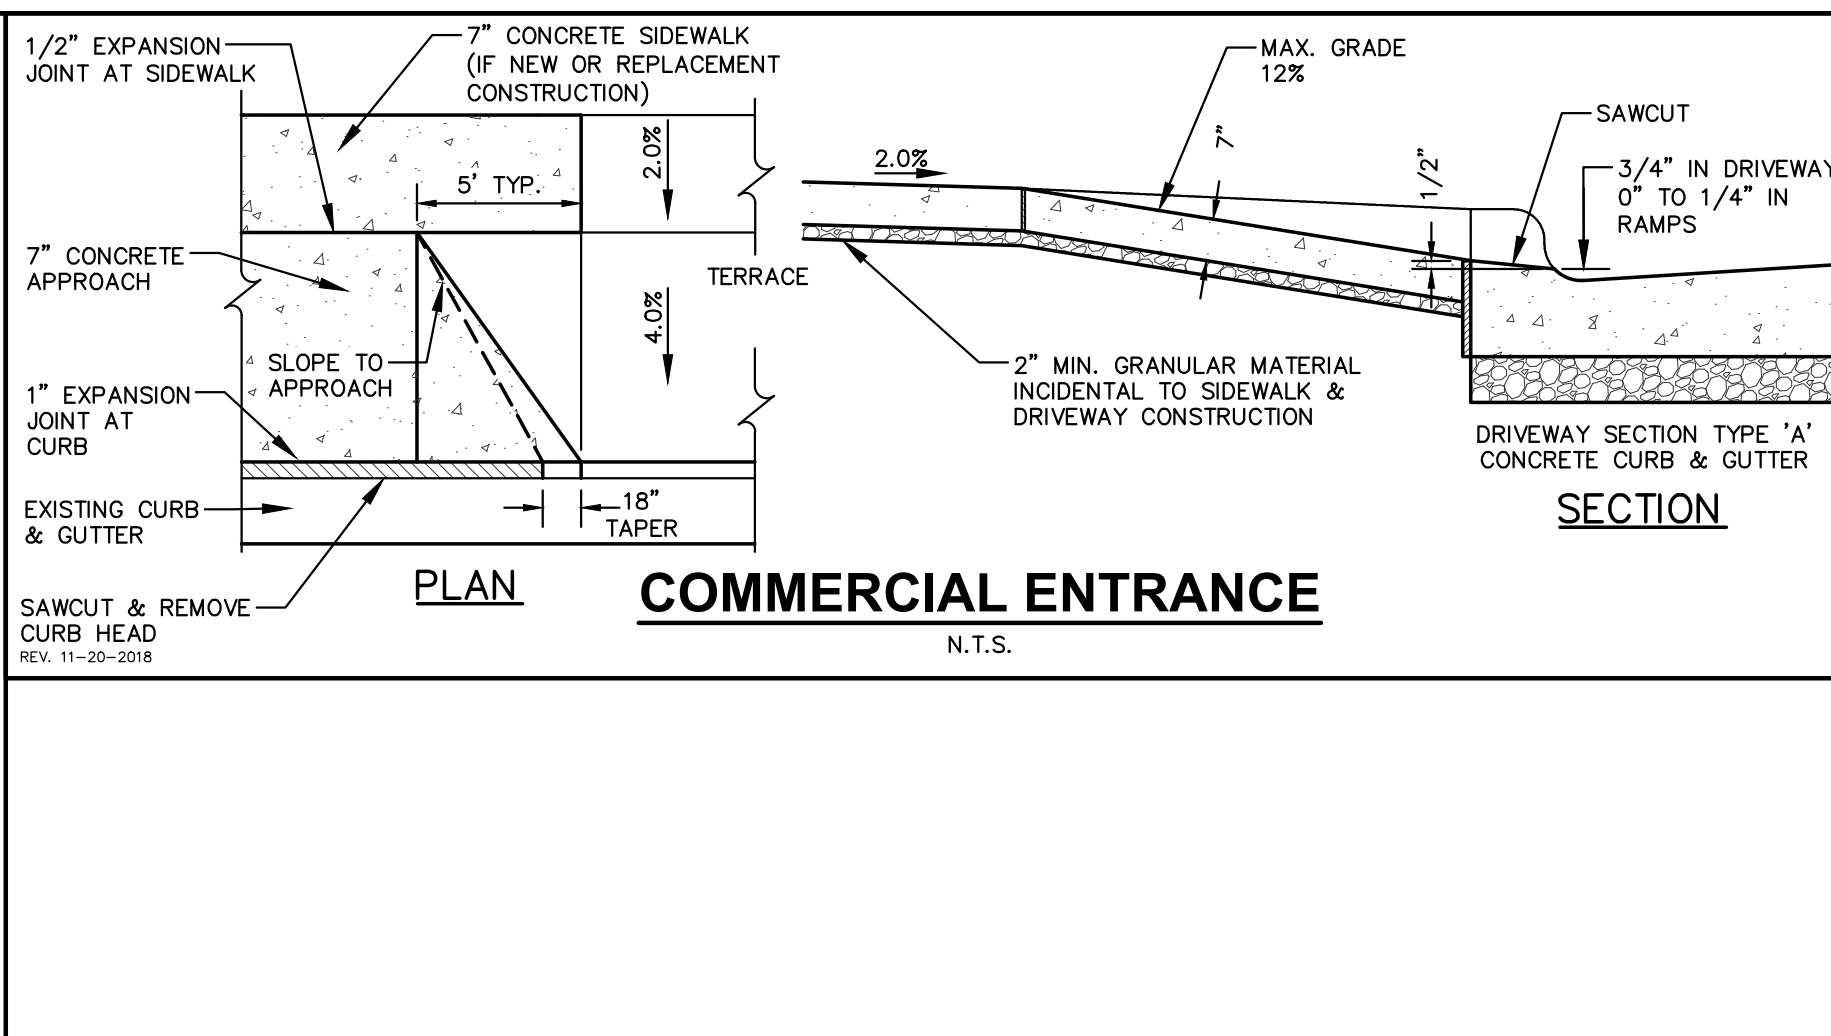 1/2" EXPANSION
JOINT AT SIDEWALK
7" CONCRETE SIDEWALK
(IF NEW OR REPLACEMENT
CONSTRUCTION)
2.0%
5' TYP.
7" CONCRETE
APPROACH
TERRACE
4.0%
SLOPE TO
APPROACH
1" EXPANSION
JOINT AT
CURB
EXISTING CURB
& GUTTER
18"
TAPER
SAWCUT & REMOVE
CURB HEAD
REV. 11-20-2018
PLAN
MAX. GRADE
12%
2.0%
7"
1/2"
SAWCUT
3/4" IN DRIVEWAY
0" TO 1/4" IN
RAMPS
2" MIN. GRANULAR MATERIAL
INCIDENTAL TO SIDEWALK &
DRIVEWAY CONSTRUCTION
DRIVEWAY SECTION TYPE 'A'
CONCRETE CURB & GUTTER
SECTION
COMMERCIAL ENTRANCE
N.T.S.